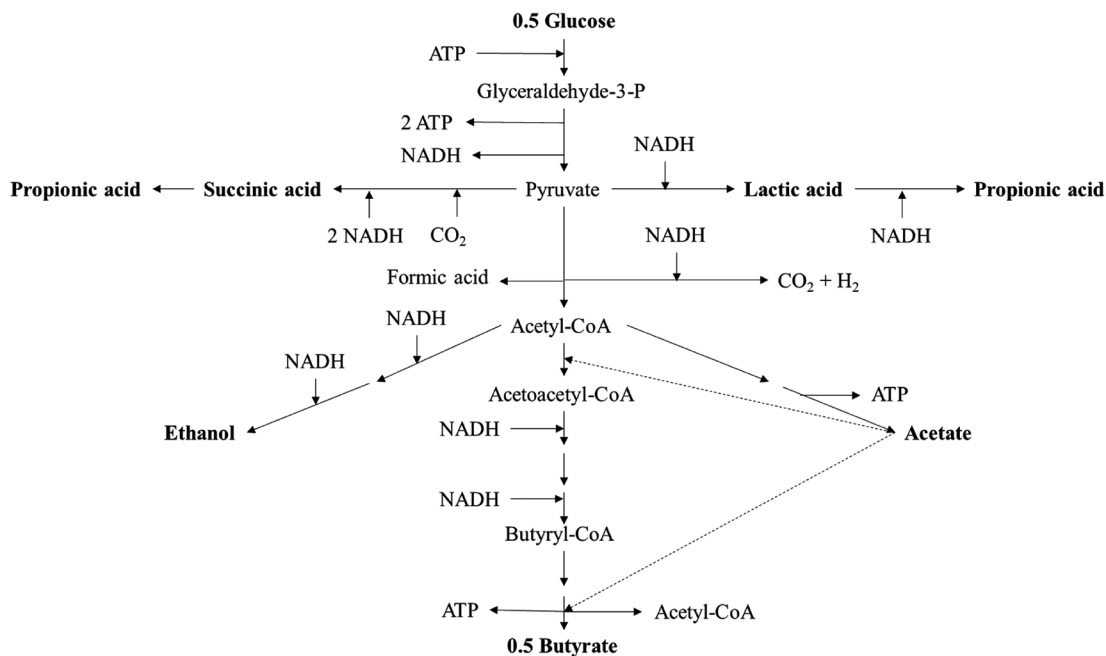 0.5 Glucose
ATP
Glyceraldehyde-3-P
2 ATP
NADH
NADH
Propionic acid
Succinic acid
Pyruvate
Lactic acid
Propionic acid
2 NADH
CO₂
NADH
NADH
Formic acid
CO₂ + H₂
NADH
Acetyl-CoA
NADH
Acetoacetyl-CoA
ATP
Ethanol
NADH
Acetate
NADH
Butyryl-CoA
ATP
Acetyl-CoA
0.5 Butyrate